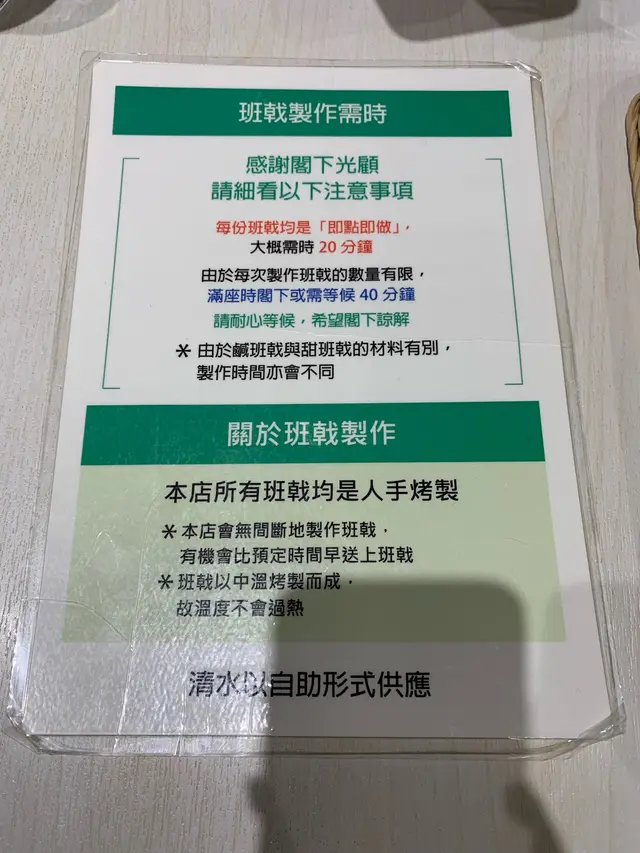 班戟製作需時
感謝閣下光顧
請細看以下注意事項
每份班戟均是「即點即做」，
大概需時 20 分鐘
由於每次製作班戟的數量有限，
滿座時閣下或需等候 40 分鐘
請耐心等候，希望閣下諒解
* 由於鹹班戟與甜班戟的材料有別，
製作時間亦會不同
關於班戟製作
本店所有班戟均是人手烤製
* 本店會無間斷地製作班戟，
有機會比預定時間早送上班戟
* 班戟以中溫烤製而成，
故溫度不會過熱
清水以自助形式供應